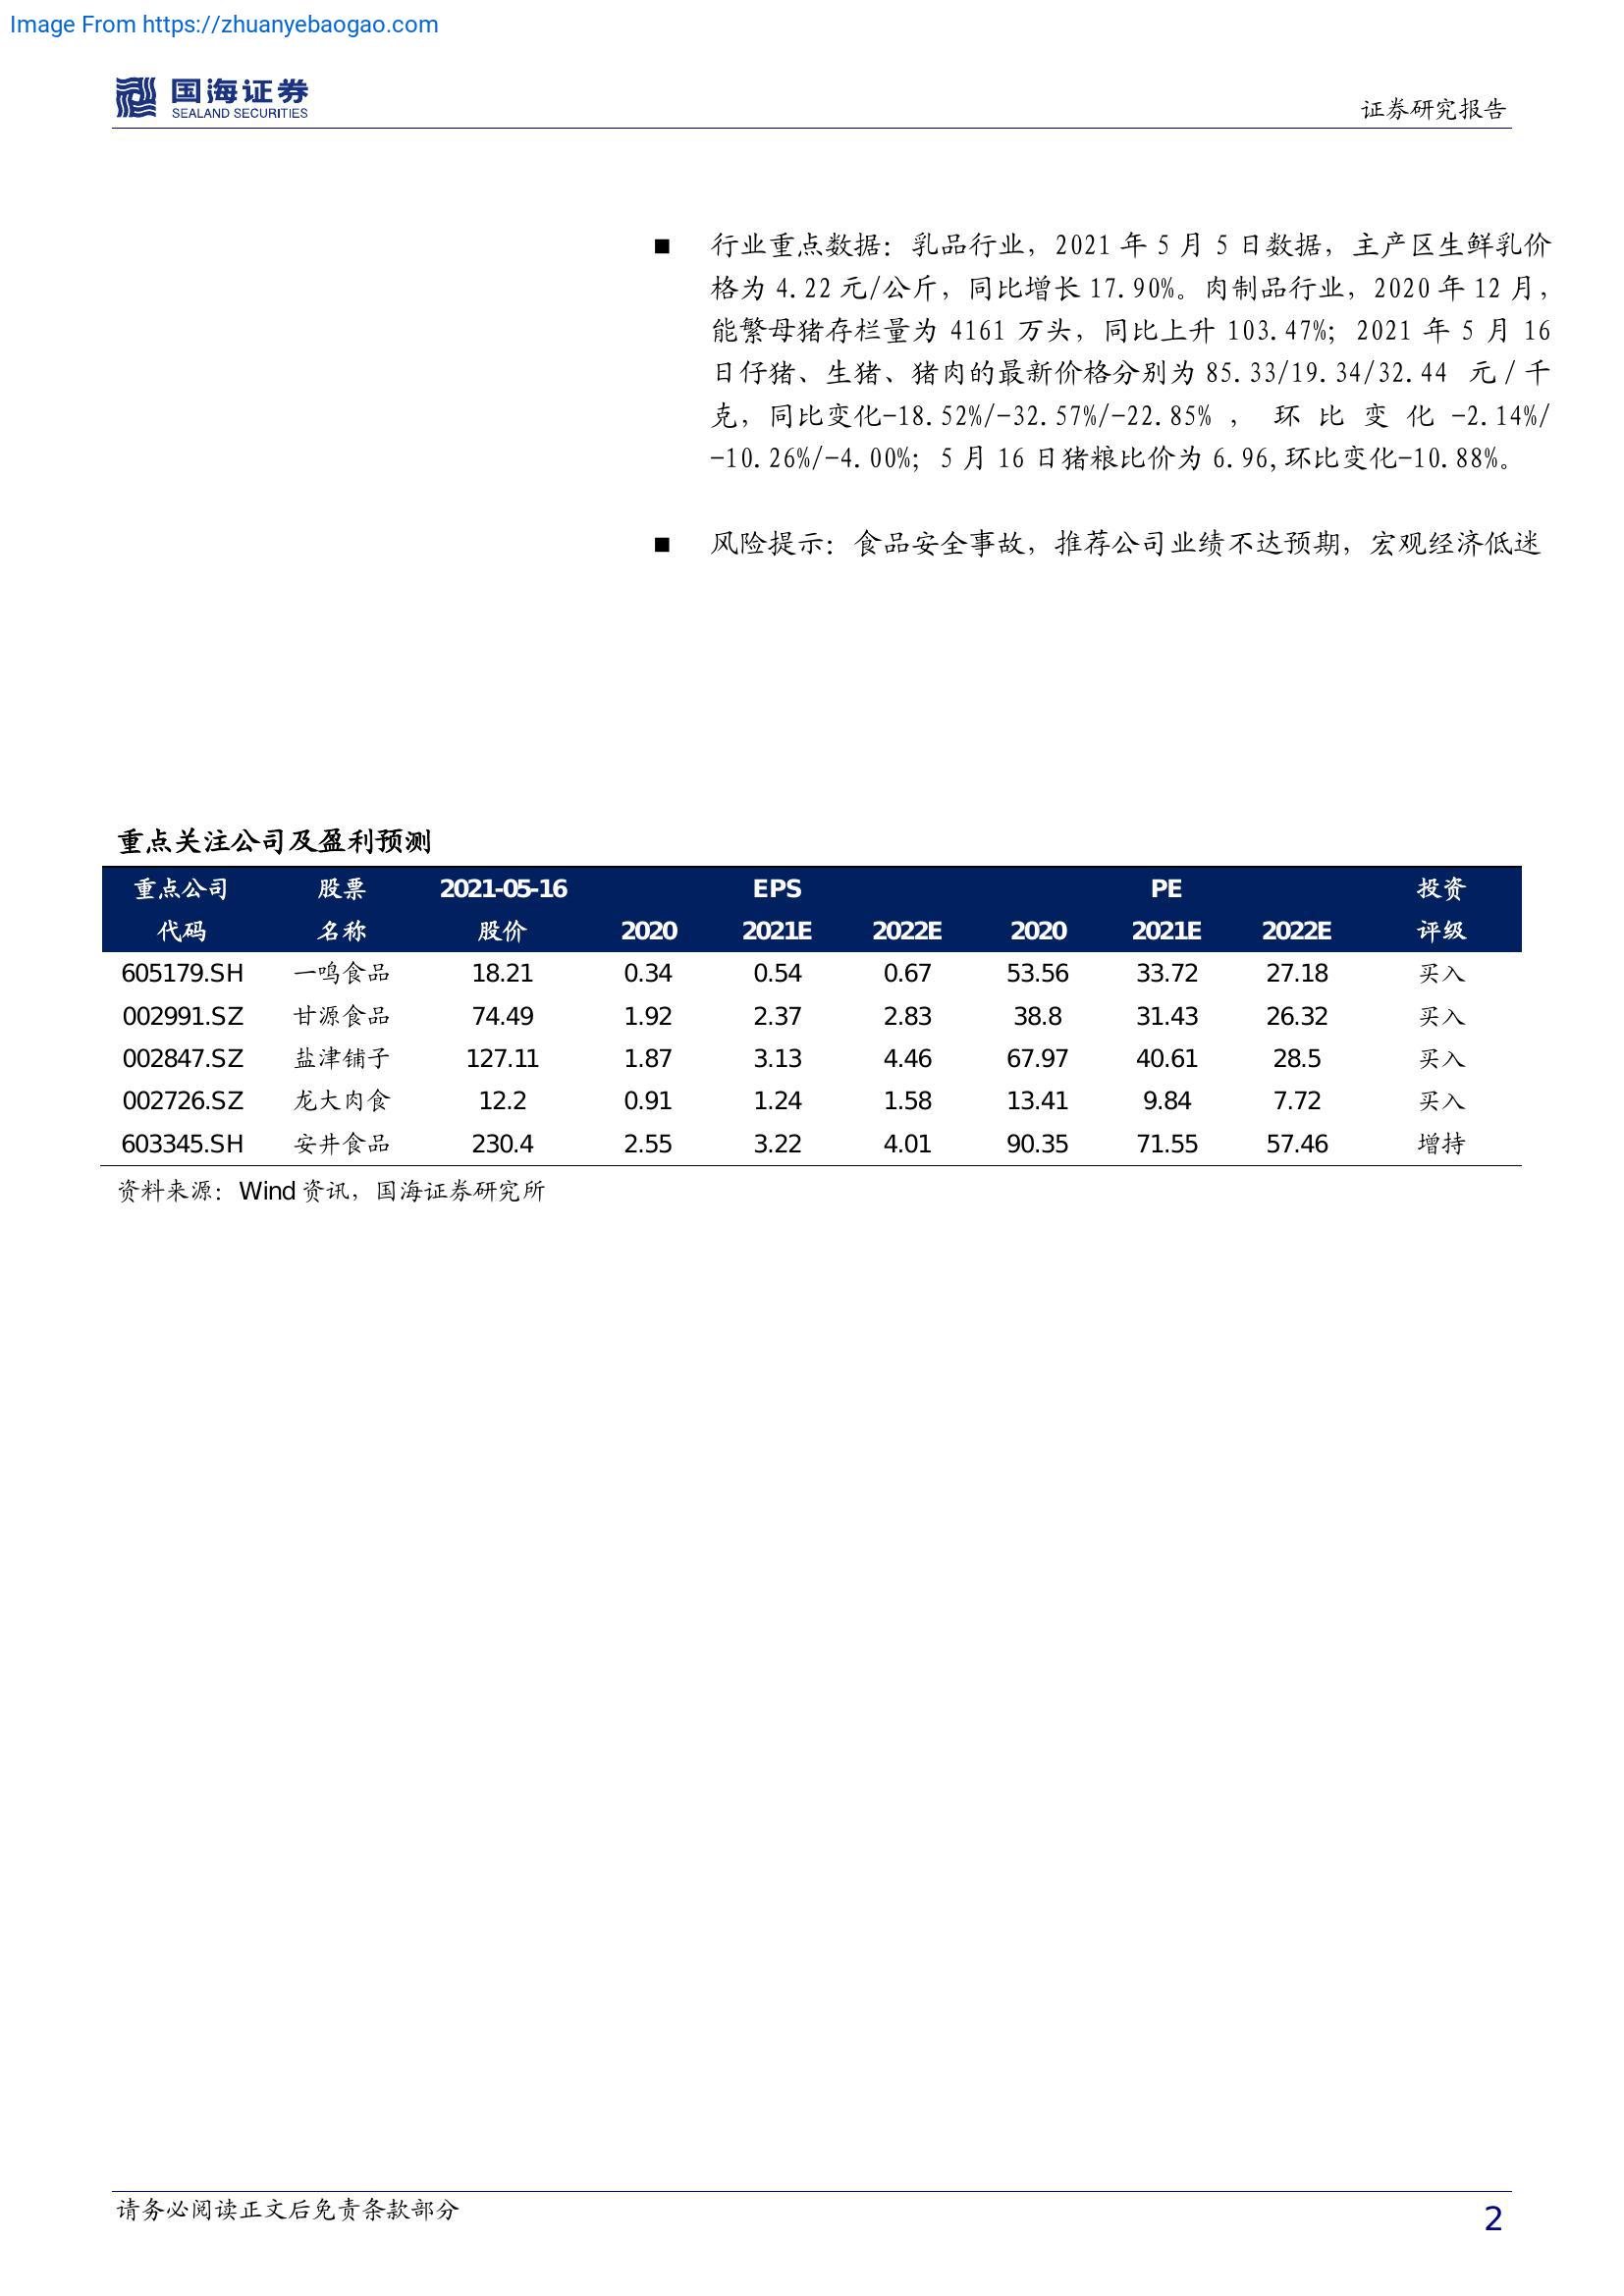 Image From https://zhuanyebaogao.com
国海证券
SEALAND SECURITIES
证券研究报告
■ 行业重点数据：乳品行业，2021 年 5 月 5 日数据，主产区生鲜乳价
格为 4.22 元/公斤，同比增长 17.90%。肉制品行业，2020 年 12 月，
能繁母猪存栏量为 4161 万头，同比上升 103.47%；2021 年 5 月 16
日仔猪、生猪、猪肉的最新价格分别为 85.33/19.34/32.44 元/千
克，同比变化-18.52%/-32.57%/-22.85%， 环比变化-2.14%/
-10.26%/-4.00%；5 月 16 日猪粮比价为 6.96,环比变化-10.88%。
■ 风险提示：食品安全事故，推荐公司业绩不达预期，宏观经济低迷
重点关注公司及盈利预测
重点公司 股票 2021-05-16 EPS PE 投资
代码 名称 股价 2020 2021E 2022E 2020 2021E 2022E 评级
605179.SH 一鸣食品 18.21 0.34 0.54 0.67 53.56 33.72 27.18 买入
002991.SZ 甘源食品 74.49 1.92 2.37 2.83 38.8 31.43 26.32 买入
002847.SZ 盐津铺子 127.11 1.87 3.13 4.46 67.97 40.61 28.5 买入
002726.SZ 龙大肉食 12.2 0.91 1.24 1.58 13.41 9.84 7.72 买入
603345.SH 安井食品 230.4 2.55 3.22 4.01 90.35 71.55 57.46 增持
资料来源：Wind 资讯，国海证券研究所
请务必阅读正文后免责条款部分
2